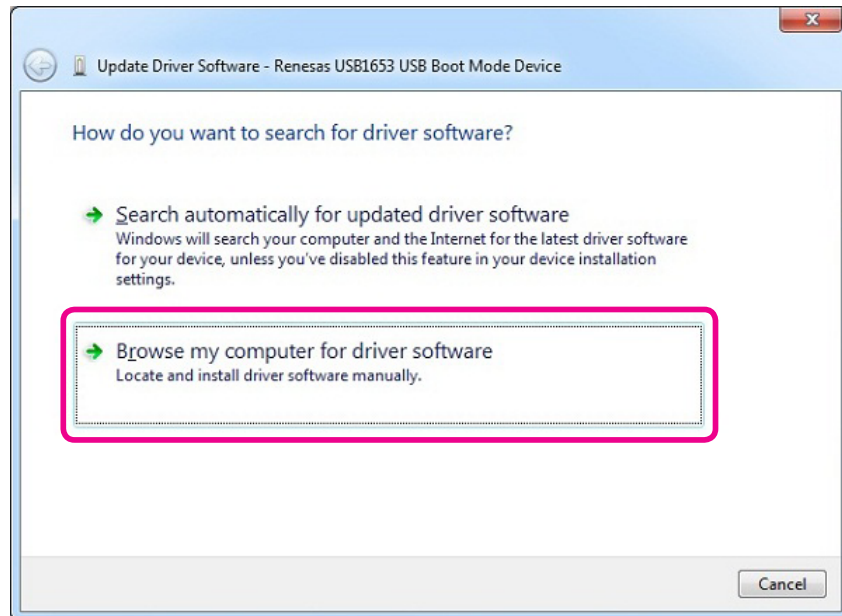 Update Driver Software - Renesas USB1653 USB Boot Mode Device
How do you want to search for driver software?
Search automatically for updated driver software
Windows will search your computer and the Internet for the latest driver software
for your device, unless you've disabled this feature in your device installation
settings.
Browse my computer for driver software
Locate and install driver software manually.
Cancel